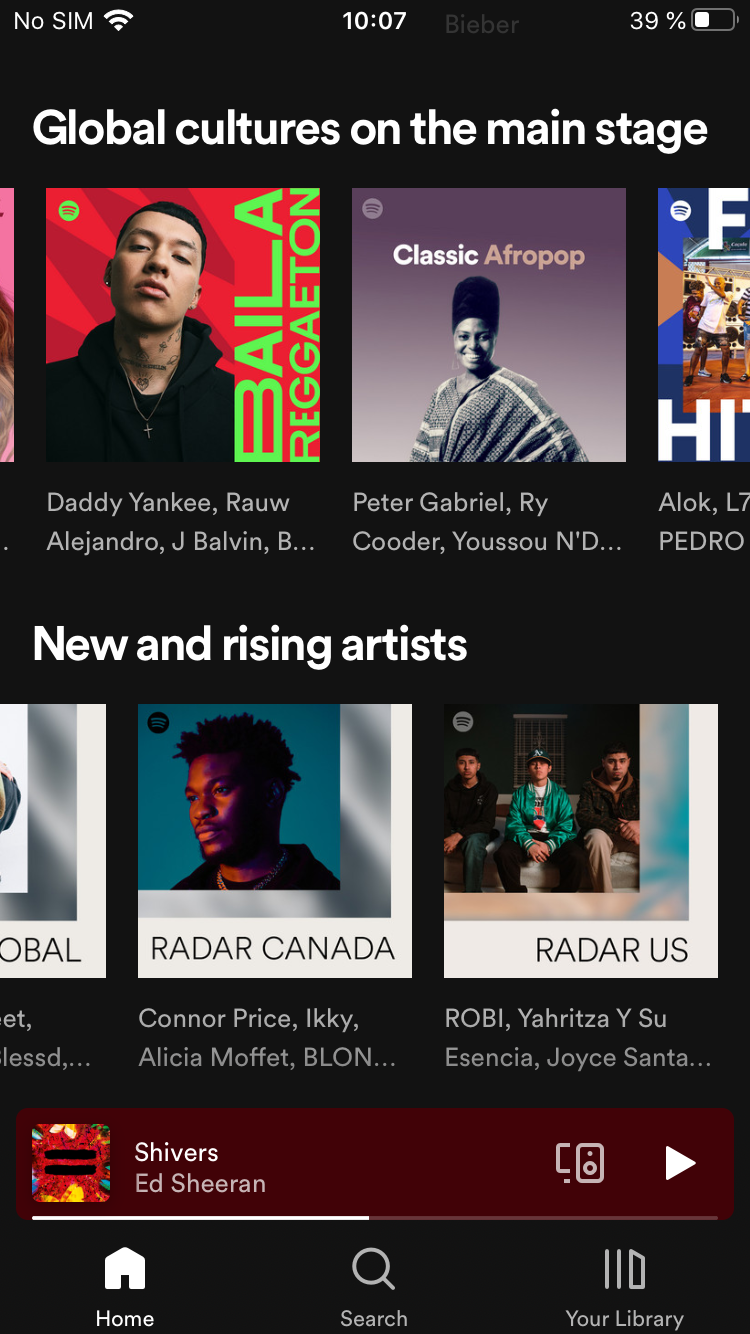 No SIM 10:07 Bieber 39 %
Global cultures on the main stage
BAILA
REGGAETON
Classic Afropop
F
HIT
Daddy Yankee, Rauw
Alejandro, J Balvin, B...
Peter Gabriel, Ry
Cooder, Youssou N'D...
Alok, L7
PEDRO
New and rising artists
OBAL
RADAR CANADA
RADAR US
eet,
Blessd,...
Connor Price, Ikky,
Alicia Moffet, BLON...
ROBI, Yahritza Y Su
Esencia, Joyce Santa...
Shivers
Ed Sheeran
Home
Search
Your Library